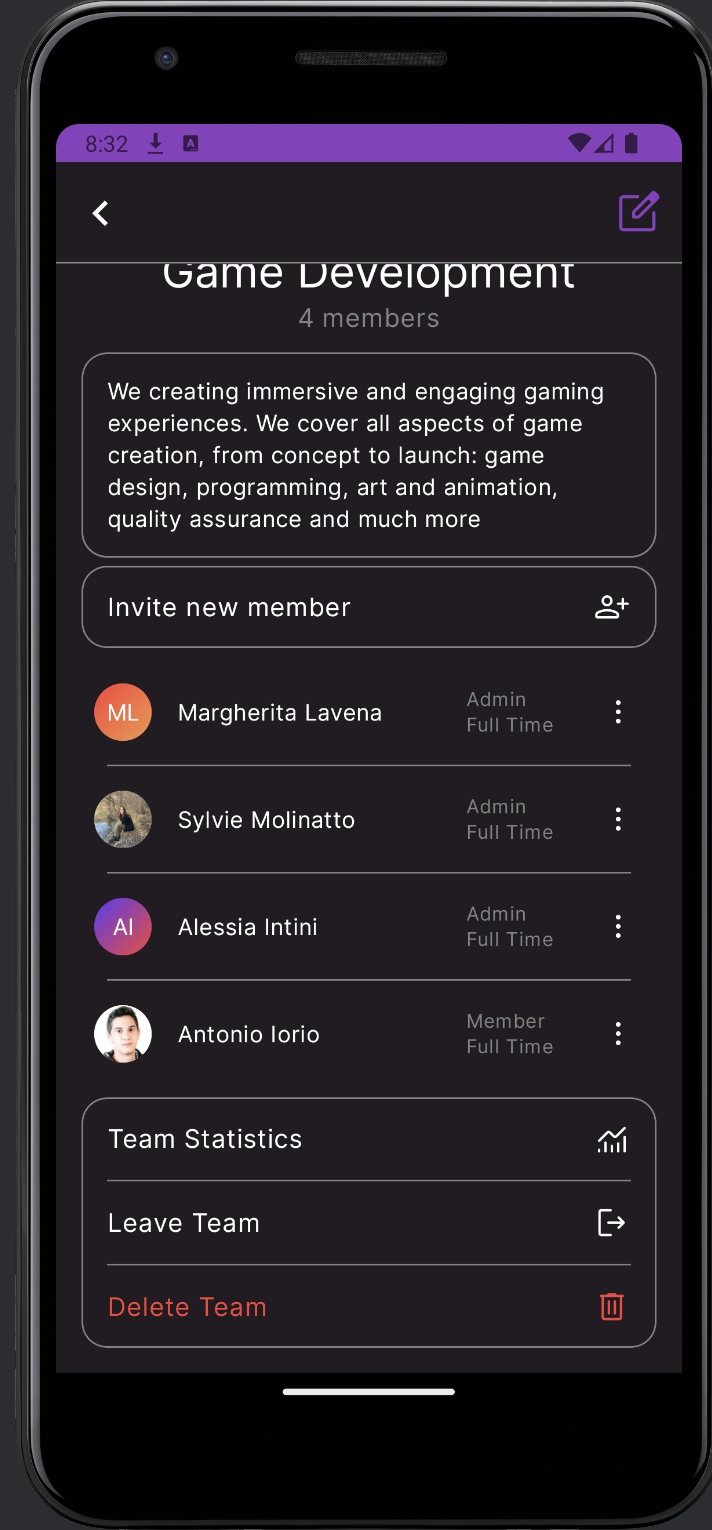 8:32
A
Game Development
4 members
We creating immersive and engaging gaming
experiences. We cover all aspects of game
creation, from concept to launch: game
design, programming, art and animation,
quality assurance and much more
Invite new member
ML
Margherita Lavena
Admin
Full Time
Sylvie Molinatto
Admin
Full Time
AI
Alessia Intini
Admin
Full Time
Antonio Iorio
Member
Full Time
Team Statistics
Leave Team
Delete Team